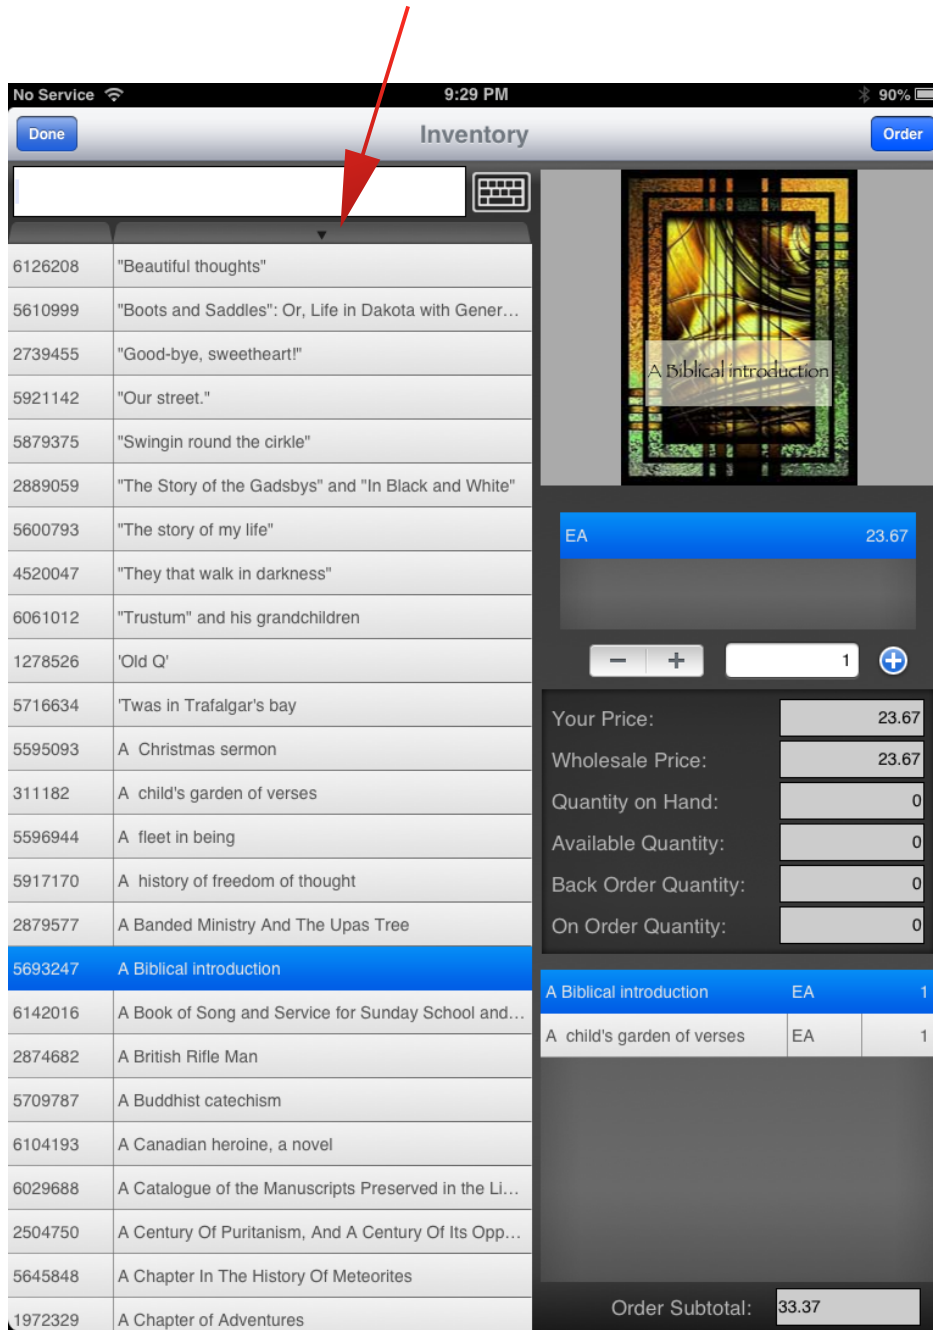 No Service 9:29 PM 90%
Done Inventory Order
6126208 "Beautiful thoughts"
5610999 "Boots and Saddles": Or, Life in Dakota with Gener...
2739455 "Good-bye, sweetheart!"
5921142 "Our street."
5879375 "Swingin round the cirkle"
2889059 "The Story of the Gadsbys" and "In Black and White"
5600793 "The story of my life"
4520047 "They that walk in darkness"
6061012 "Trustum" and his grandchildren
1278526 'Old Q'
5716634 'Twas in Trafalgar's bay
5595093 A  Christmas sermon
311182 A  child's garden of verses
5596944 A  fleet in being
5917170 A  history of freedom of thought
2879577 A Banded Ministry And The Upas Tree
5693247 A Biblical introduction
6142016 A Book of Song and Service for Sunday School and...
2874682 A British Rifle Man
5709787 A Buddhist catechism
6104193 A Canadian heroine, a novel
6029688 A Catalogue of the Manuscripts Preserved in the Li...
2504750 A Century Of Puritanism, And A Century Of Its Opp...
5645848 A Chapter In The History Of Meteorites
1972329 A Chapter of Adventures
A Biblical introduction
EA 23.67
1
Your Price: 23.67
Wholesale Price: 23.67
Quantity on Hand: 0
Available Quantity: 0
Back Order Quantity: 0
On Order Quantity: 0
A Biblical introduction EA 1
A  child's garden of verses EA 1
Order Subtotal: 33.37